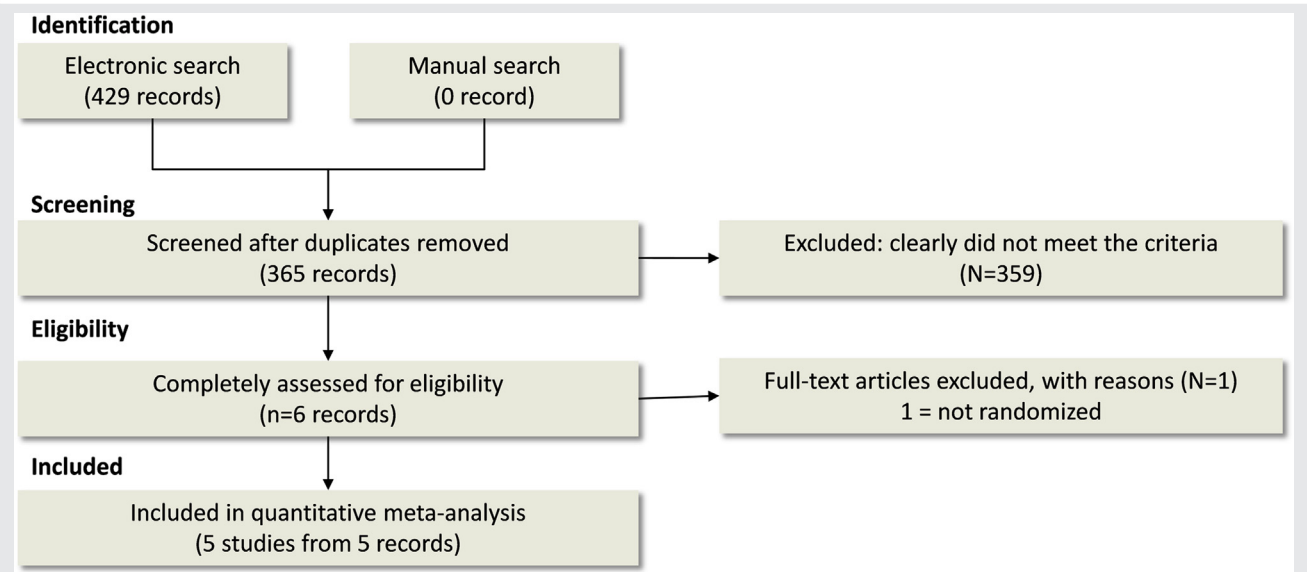 Identification
Electronic search
(429 records)
Manual search
(0 record)
Screening
Screened after duplicates removed
(365 records)
Excluded: clearly did not meet the criteria
(N=359)
Eligibility
Completely assessed for eligibility
(n=6 records)
Full-text articles excluded, with reasons (N=1)
1 = not randomized
Included
Included in quantitative meta-analysis
(5 studies from 5 records)